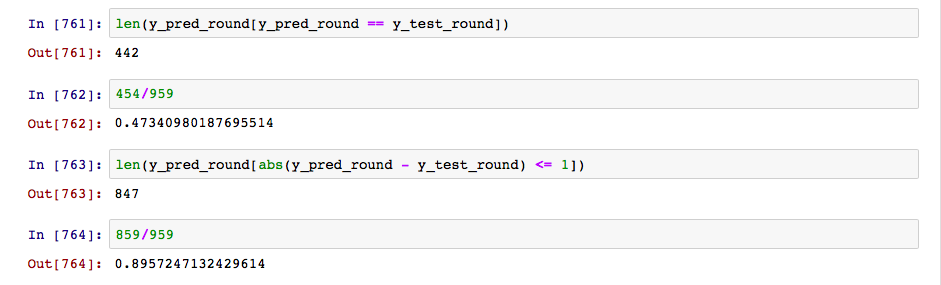 In [761]: len(y_pred_round[y_pred_round == y_test_round])
Out[761]: 442
In [762]: 454/959
Out[762]: 0.47340980187695514
In [763]: len(y_pred_round[abs(y_pred_round - y_test_round) <= 1])
Out[763]: 847
In [764]: 859/959
Out[764]: 0.8957247132429614